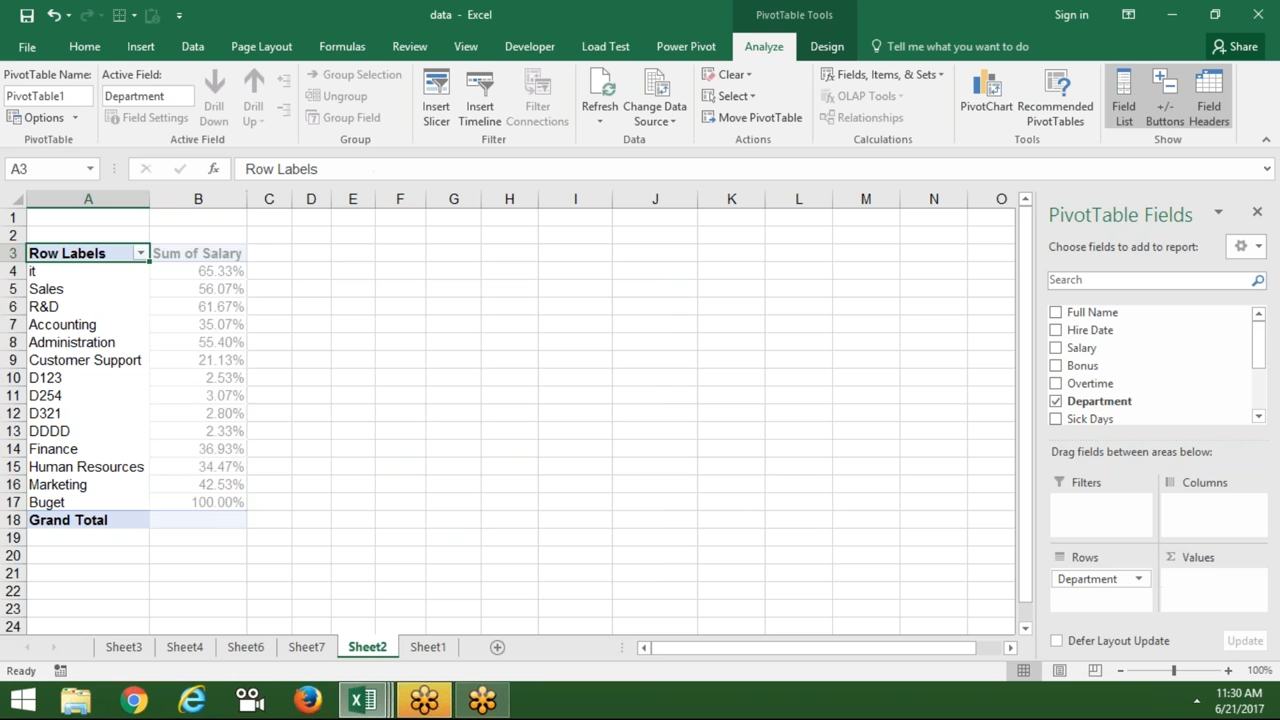 data - Excel
PivotTable Tools
Sign in
File
Home
Insert
Data
Page Layout
Formulas
Review
View
Developer
Load Test
Power Pivot
Analyze
Design
Tell me what you want to do
Share
PivotTable Name:
PivotTable1
Options
PivotTable
Active Field:
Department
Field Settings
Drill Down
Drill Up
Active Field
Group Selection
Ungroup
Group Field
Group
Insert Slicer
Insert Timeline
Filter Connections
Filter
Refresh
Change Data Source
Data
Clear
Select
Move PivotTable
Actions
Fields, Items, & Sets
OLAP Tools
Relationships
Calculations
PivotChart
Recommended PivotTables
Tools
Field List
+/- Buttons
Field Headers
Show
A3
fx
Row Labels
A B C D E F G H I J K L M N O
1
2
3 Row Labels Sum of Salary
4 it 65.33%
5 Sales 56.07%
6 R&D 61.67%
7 Accounting 35.07%
8 Administration 55.40%
9 Customer Support 21.13%
10 D123 2.53%
11 D254 3.07%
12 D321 2.80%
13 DDDD 2.33%
14 Finance 36.93%
15 Human Resources 34.47%
16 Marketing 42.53%
17 Buget 100.00%
18 Grand Total
19
20
21
22
23
24
PivotTable Fields
Choose fields to add to report:
Search
Full Name
Hire Date
Salary
Bonus
Overtime
Department
Sick Days
Drag fields between areas below:
Filters
Columns
Rows
Σ Values
Department
Defer Layout Update
Update
Sheet3
Sheet4
Sheet6
Sheet7
Sheet2
Sheet1
Ready
100%
11:30 AM
6/21/2017